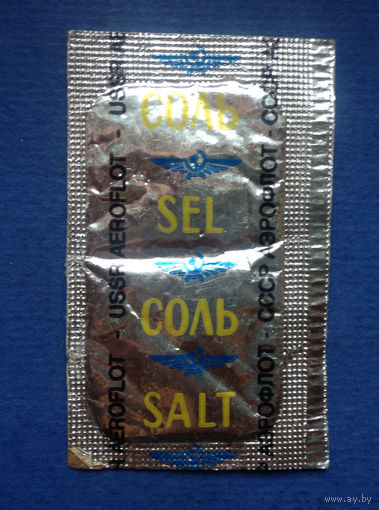 СОЛЬ
SEL
СОЛЬ
SALT
USSR AEROFLOT - USSR AEROFLOT
АЭРОФЛОТ - СССР АЭРОФЛОТ - СССР
www.ay.by